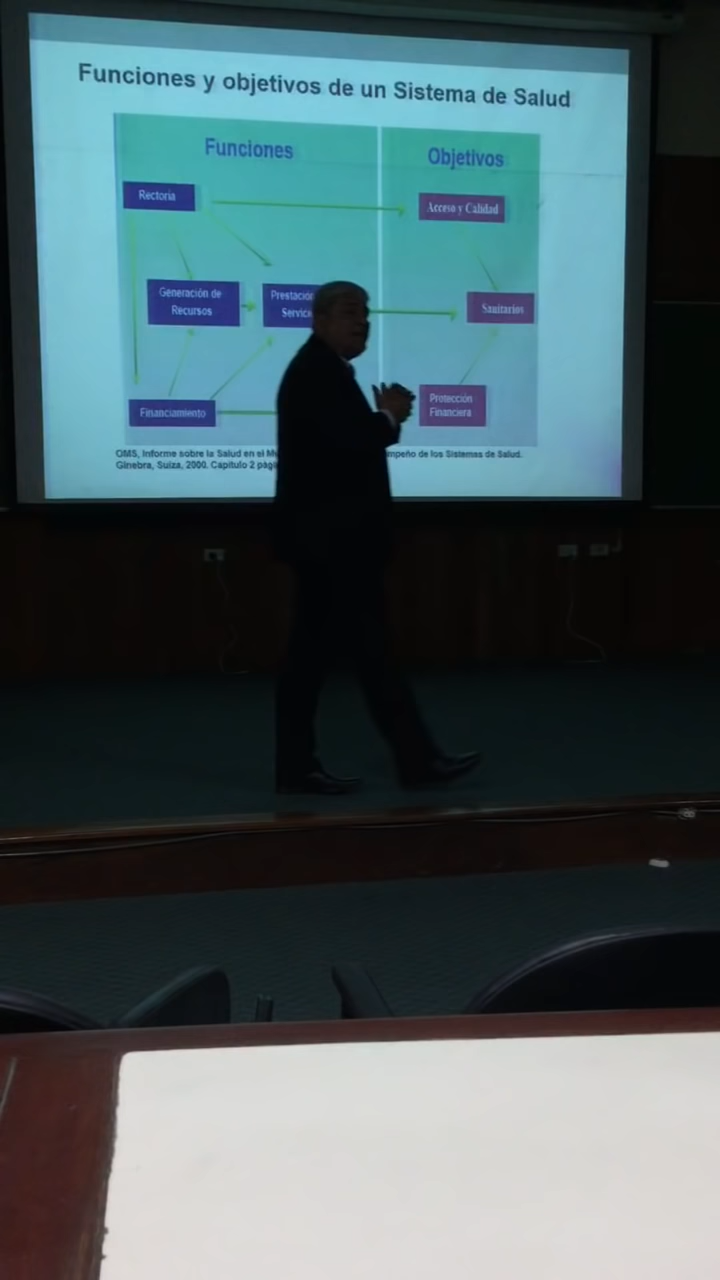 Funciones y objetivos de un Sistema de Salud
Funciones
Objetivos
Rectoria
Acceso y Calidad
Generación de
Recursos
Prestación
Servic
Sanitarios
Financiamiento
Protección
Financiera
OMS, Informe sobre la Salud en el M mpeño de los Sistemas de Salud.
Ginebra, Suiza, 2000. Capitulo 2 pági